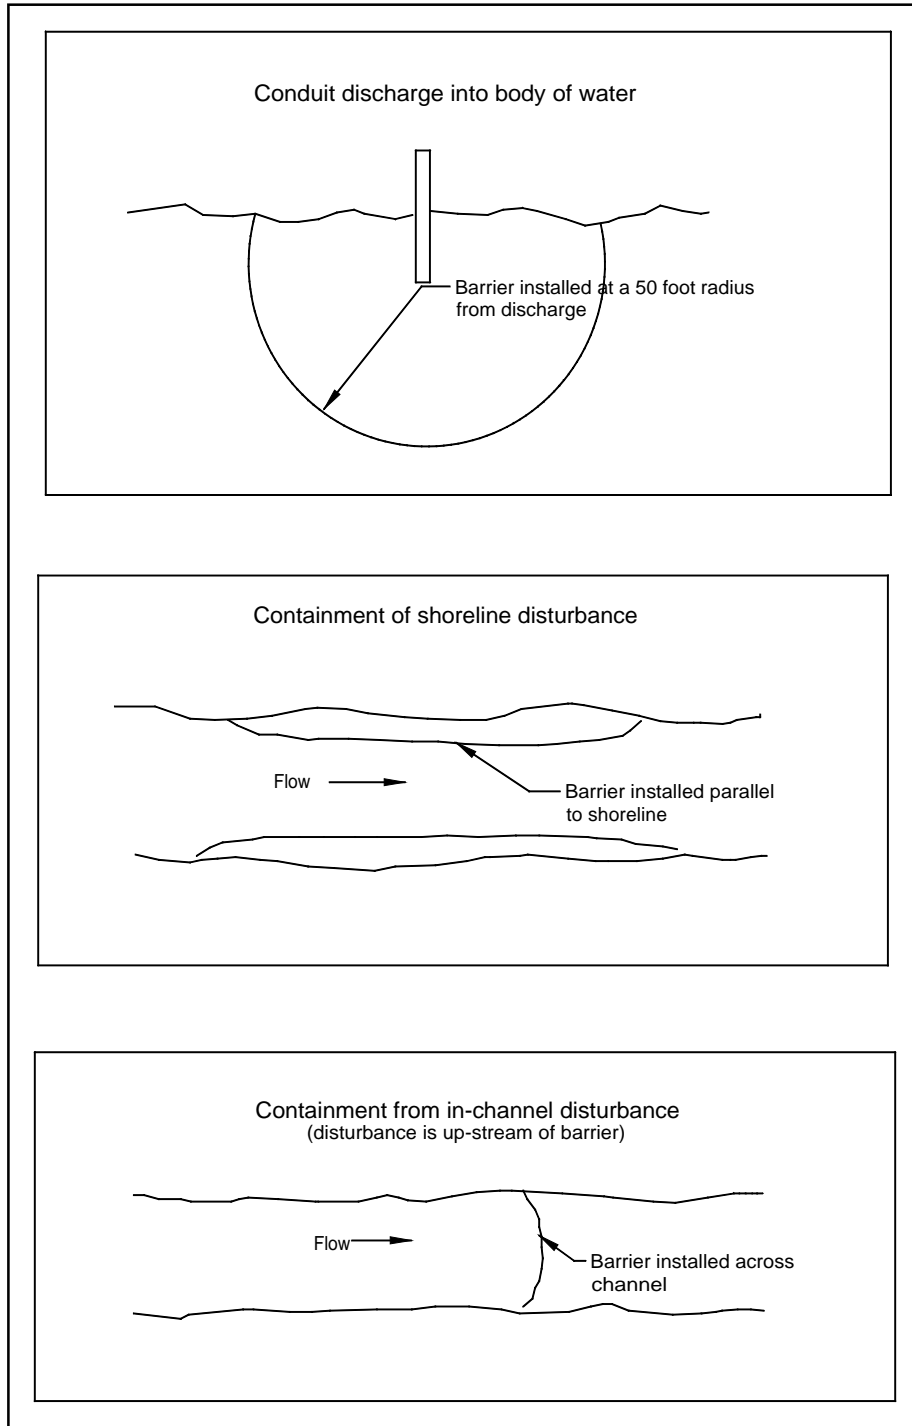 Conduit discharge into body of water
Barrier installed at a 50 foot radius
from discharge
Containment of shoreline disturbance
Flow
Barrier installed parallel
to shoreline
Containment from in-channel disturbance
(disturbance is up-stream of barrier)
Flow
Barrier installed across
channel